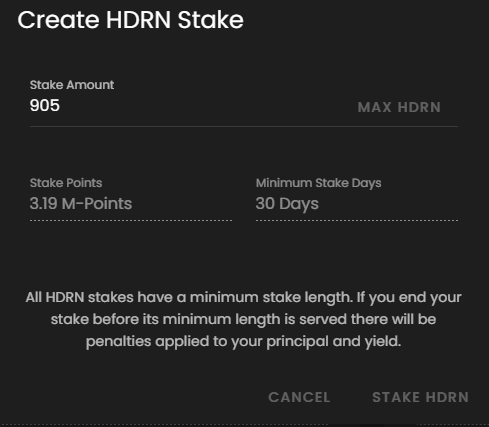 Create HDRN Stake
Stake Amount
905
MAX HDRN
Stake Points
3.19 M-Points
Minimum Stake Days
30 Days
All HDRN stakes have a minimum stake length. If you end your
stake before its minimum length is served there will be
penalties applied to your principal and yield.
CANCEL
STAKE HDRN